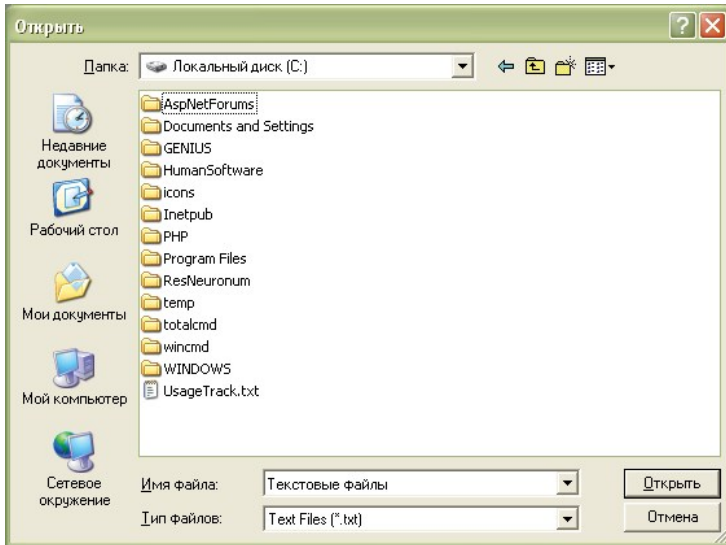 Открыть
Папка: Локальный диск (C:)
Недавние
документы
Рабочий стол
Мои документы
Мой компьютер
Сетевое
окружение
AspNetForums
Documents and Settings
GENIUS
HumanSoftware
icons
Inetpub
PHP
Program Files
ResNeuronum
temp
totalcmd
wincmd
WINDOWS
UsageTrack.txt
Имя файла: Текстовые файлы Открыть
Тип файлов: Text Files (*.txt) Отмена